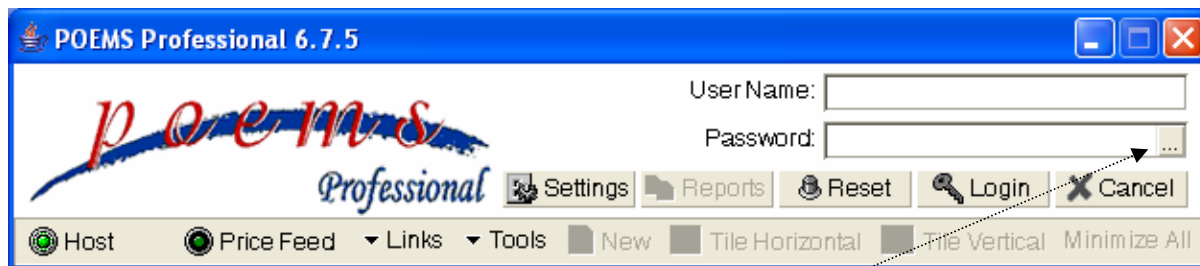 POEMS Professional 6.7.5
User Name:
poems
Password:
...
Professional
Settings Reports Reset Login Cancel
Host Price Feed Links Tools New Tile Horizontal Tile Vertical Minimize All